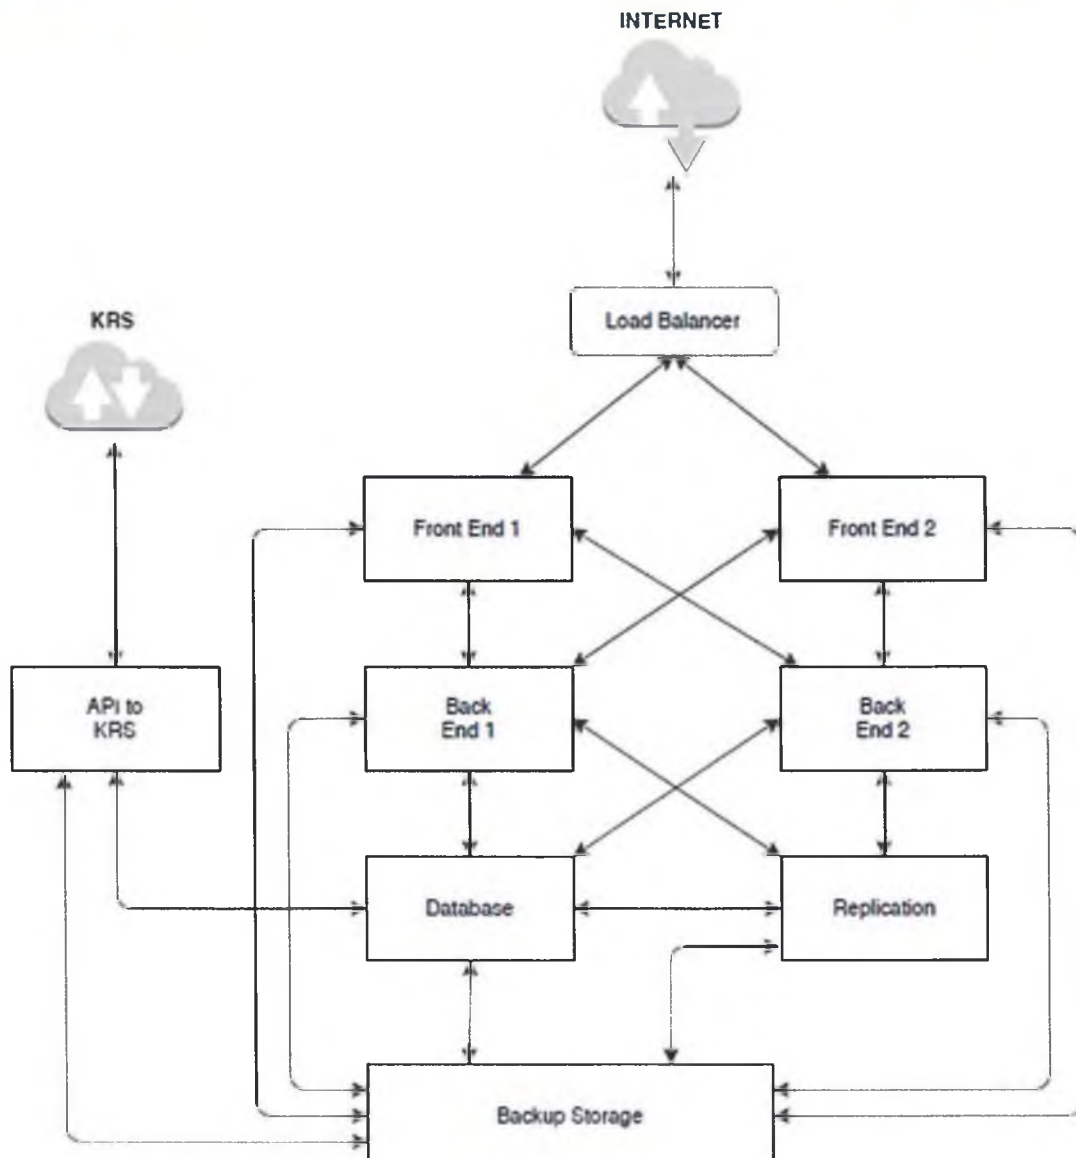 INTERNET
Load Balancer
KRS
Front End 1
Front End 2
API to
KRS
Back
End 1
Back
End 2
Database
Replication
Backup Storage